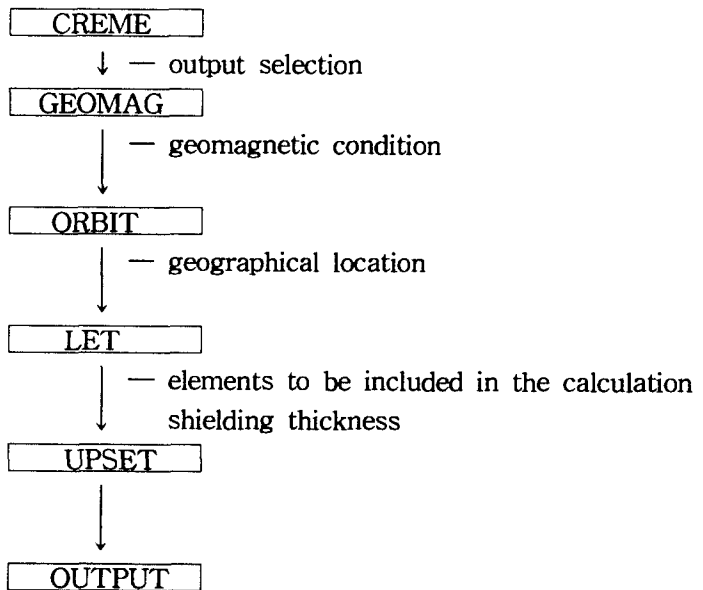 CREME
— output selection
GEOMAG
— geomagnetic condition
ORBIT
— geographical location
LET
— elements to be included in the calculation
shielding thickness
UPSET
OUTPUT